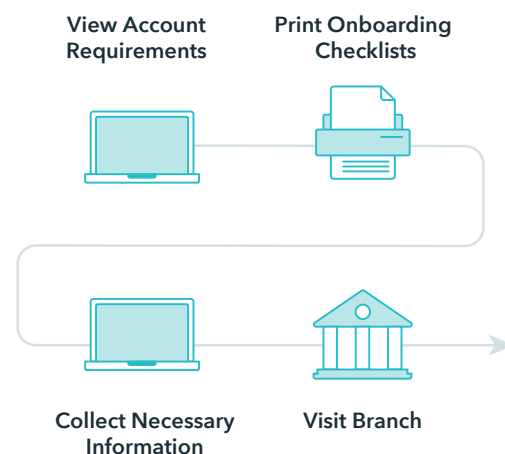 View Account
Requirements
Print Onboarding
Checklists
Collect Necessary
Information
Visit Branch